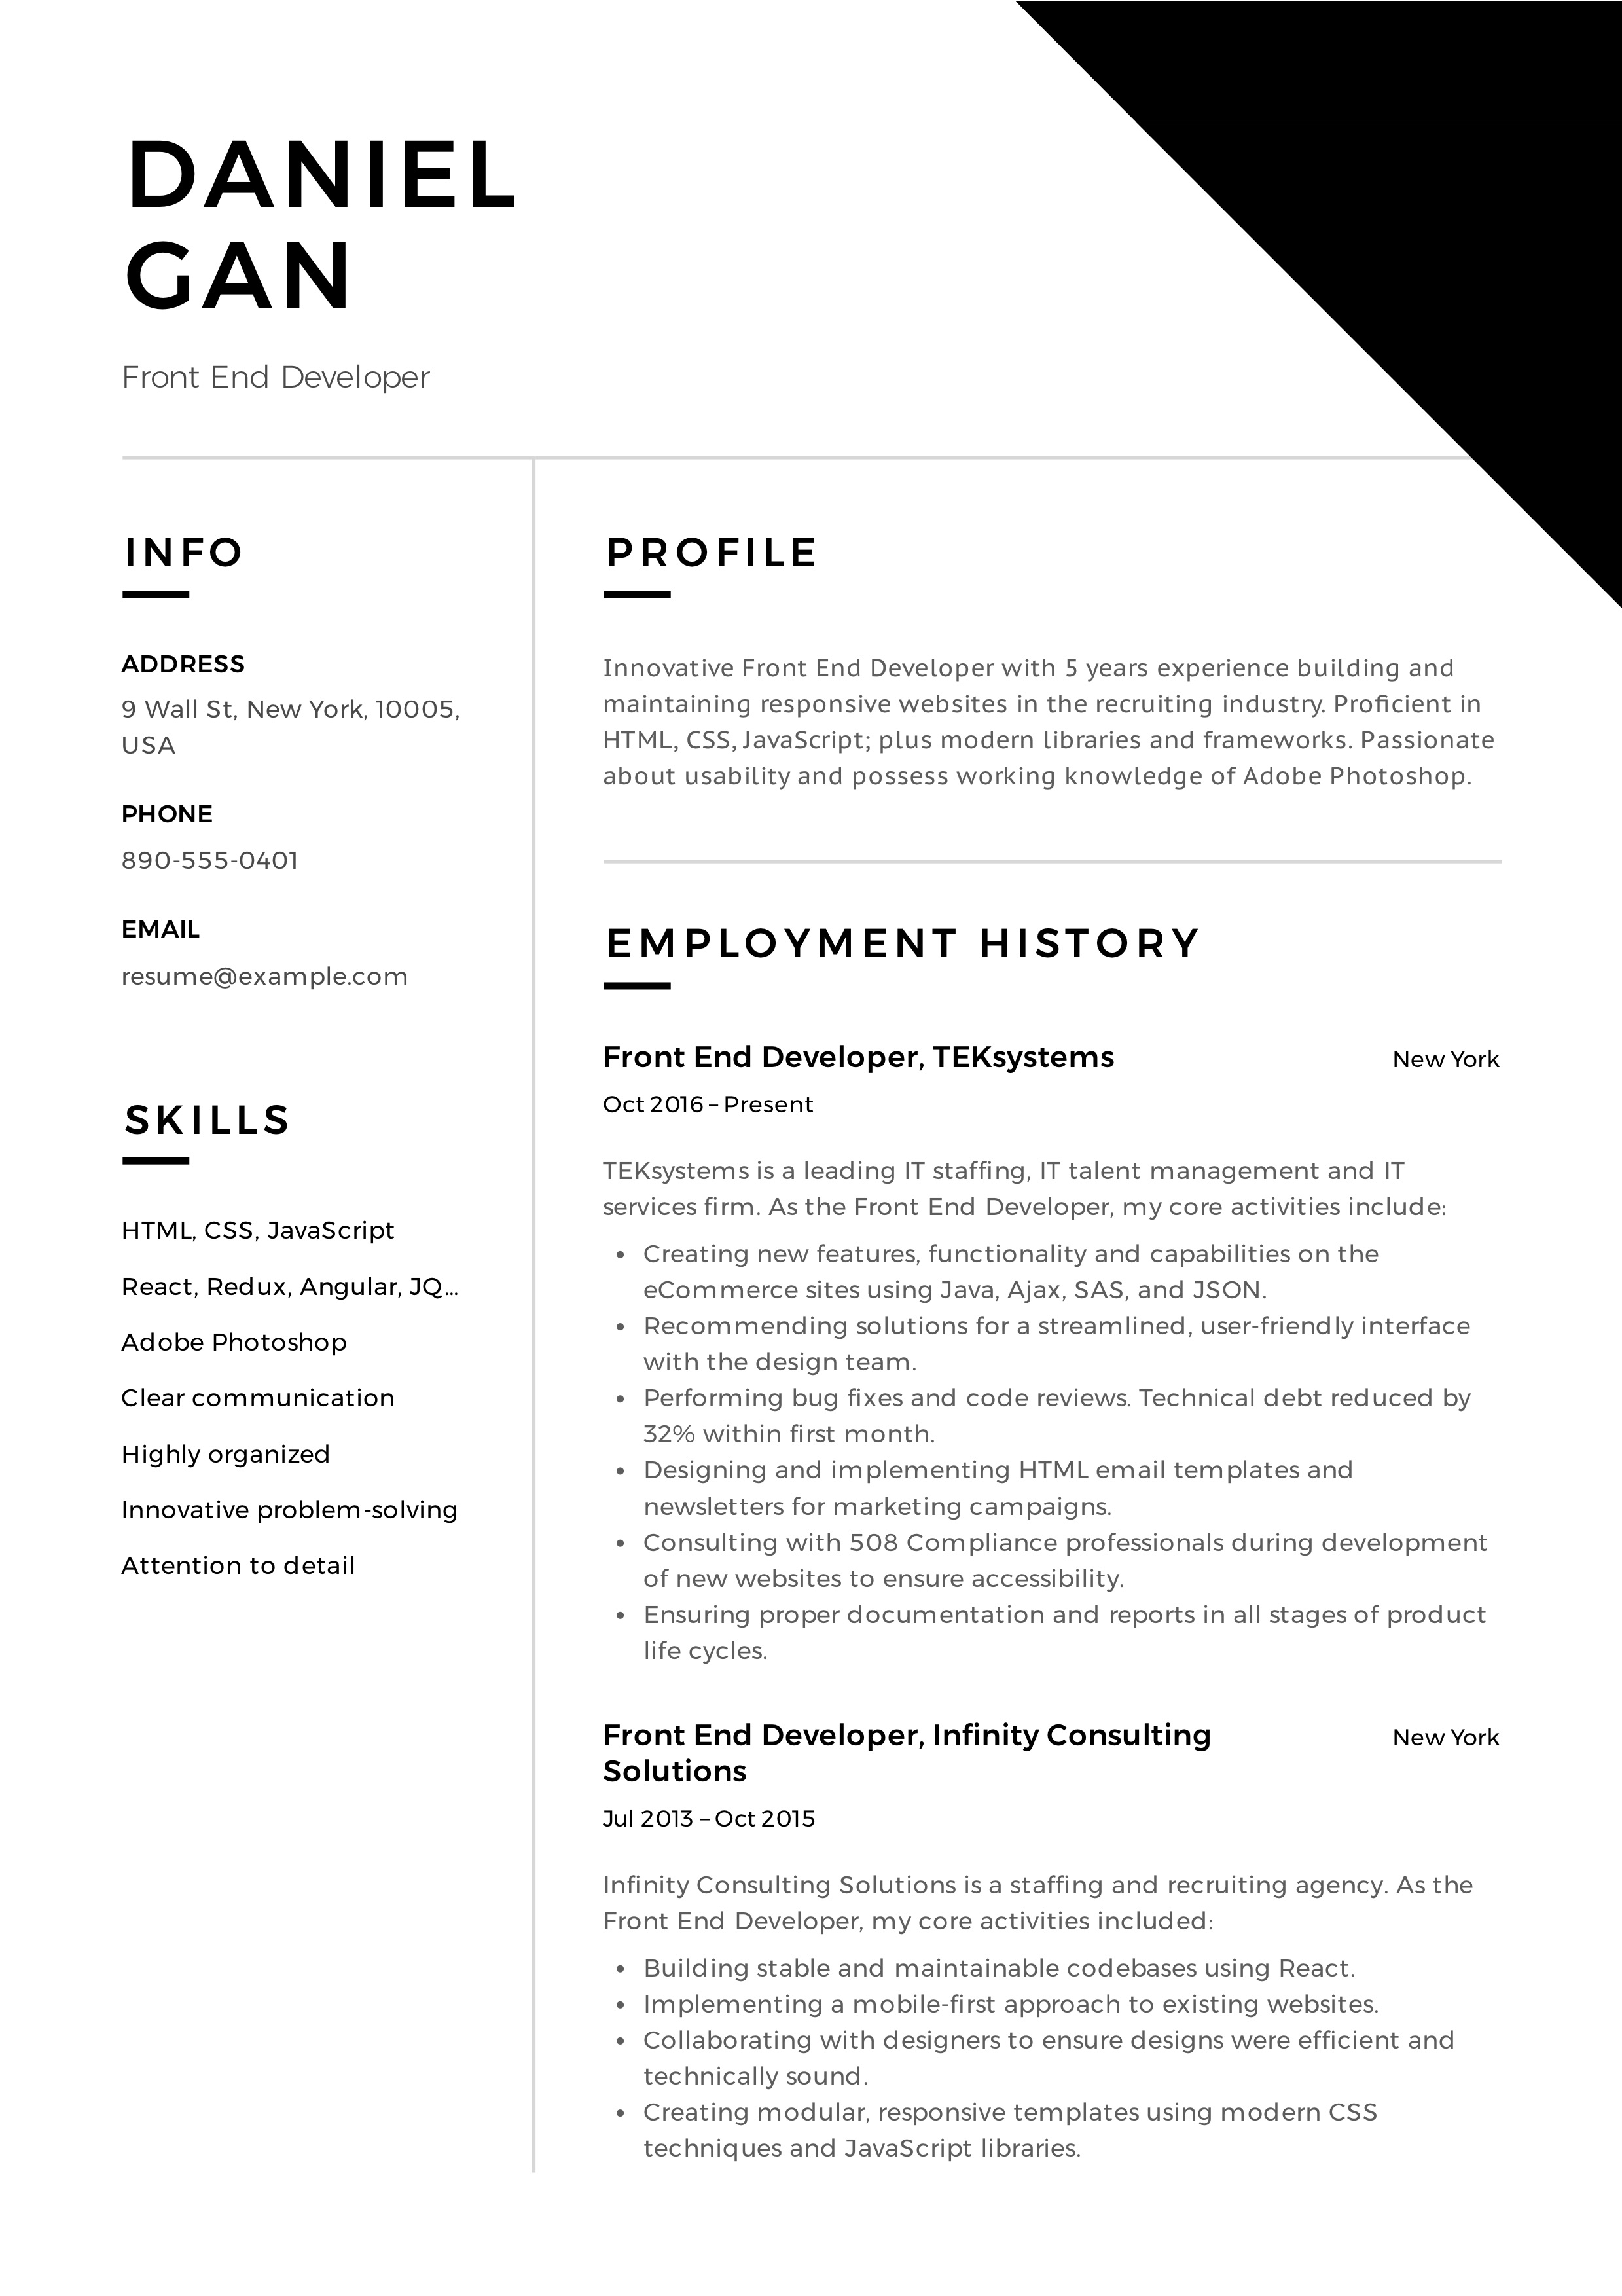 DANIEL
GAN
Front End Developer
INFO
ADDRESS
9 Wall St, New York, 10005,
USA
PHONE
890-555-0401
EMAIL
resume@example.com
SKILLS
HTML, CSS, JavaScript
React, Redux, Angular, JQ...
Adobe Photoshop
Clear communication
Highly organized
Innovative problem-solving
Attention to detail
PROFILE
Innovative Front End Developer with 5 years experience building and
maintaining responsive websites in the recruiting industry. Proficient in
HTML, CSS, JavaScript; plus modern libraries and frameworks. Passionate
about usability and possess working knowledge of Adobe Photoshop.
EMPLOYMENT HISTORY
Front End Developer, TEKsystems New York
Oct 2016 – Present
TEKsystems is a leading IT staffing, IT talent management and IT
services firm. As the Front End Developer, my core activities include:
• Creating new features, functionality and capabilities on the
eCommerce sites using Java, Ajax, SAS, and JSON.
• Recommending solutions for a streamlined, user-friendly interface
with the design team.
• Performing bug fixes and code reviews. Technical debt reduced by
32% within first month.
• Designing and implementing HTML email templates and
newsletters for marketing campaigns.
• Consulting with 508 Compliance professionals during development
of new websites to ensure accessibility.
• Ensuring proper documentation and reports in all stages of product
life cycles.
Front End Developer, Infinity Consulting New York
Solutions
Jul 2013 – Oct 2015
Infinity Consulting Solutions is a staffing and recruiting agency. As the
Front End Developer, my core activities included:
• Building stable and maintainable codebases using React.
• Implementing a mobile-first approach to existing websites.
• Collaborating with designers to ensure designs were efficient and
technically sound.
• Creating modular, responsive templates using modern CSS
techniques and JavaScript libraries.